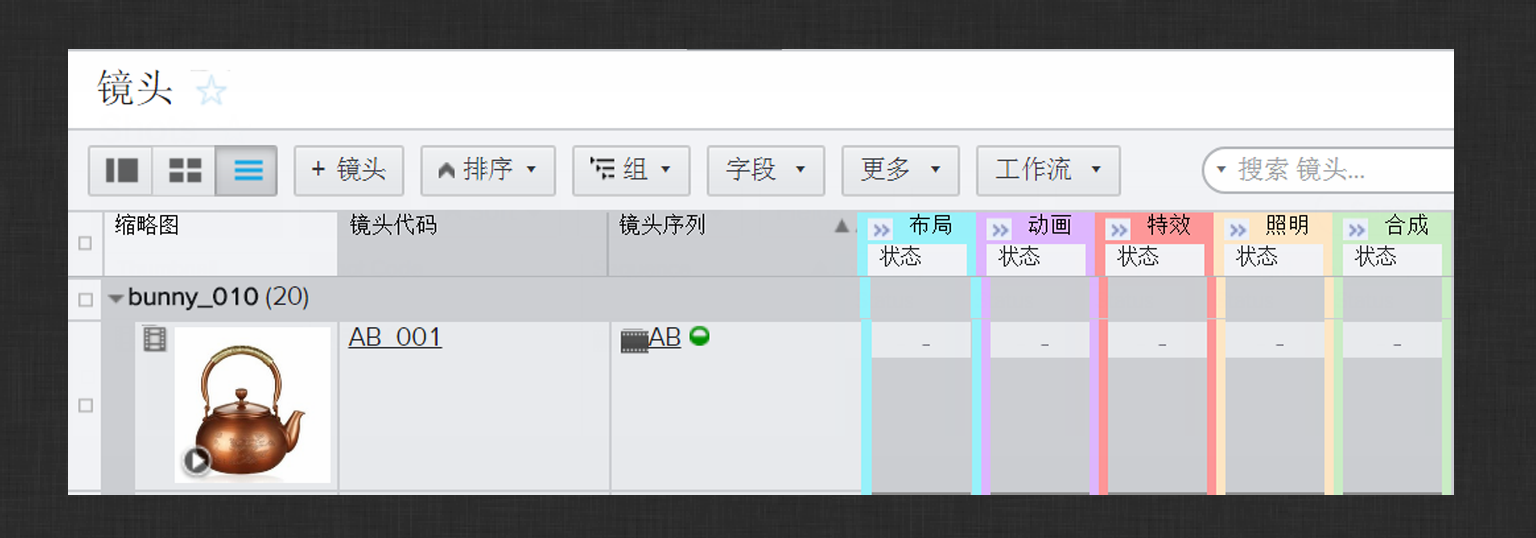 镜头
+ 镜头 排序 组 字段 更多 工作流 搜索 镜头...
缩略图 镜头代码 镜头序列 布局 动画 特效 照明 合成
状态 状态 状态 状态 状态
bunny_010 (20)
AB_001 AB - - - - -